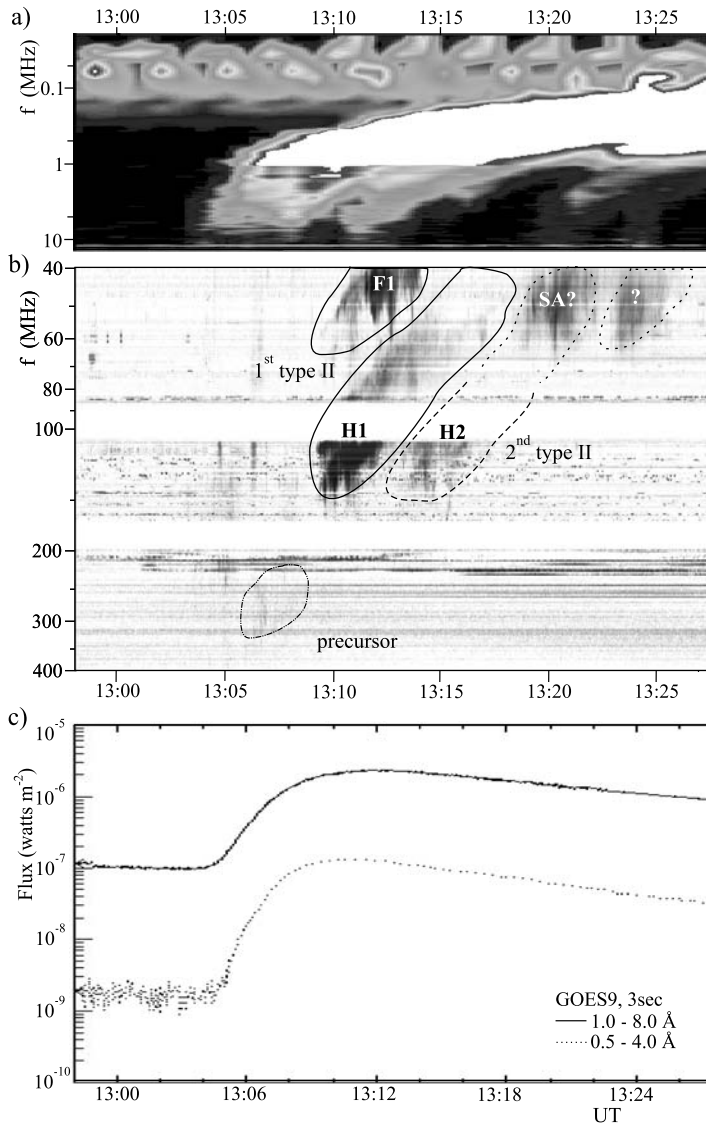 a)
13:00 13:05 13:10 13:15 13:20 13:25
f (MHz)
0.1
1
10
b)
f (MHz)
40
60
80
100
200
300
400
F1
SA?
?
1st type II
H1
H2
2nd type II
precursor
13:00 13:05 13:10 13:15 13:20 13:25
c)
Flux (watts m-2)
10-5
10-6
10-7
10-8
10-9
10-10
GOES9, 3sec
1.0 - 8.0 Å
0.5 - 4.0 Å
13:00 13:06 13:12 13:18 13:24
UT